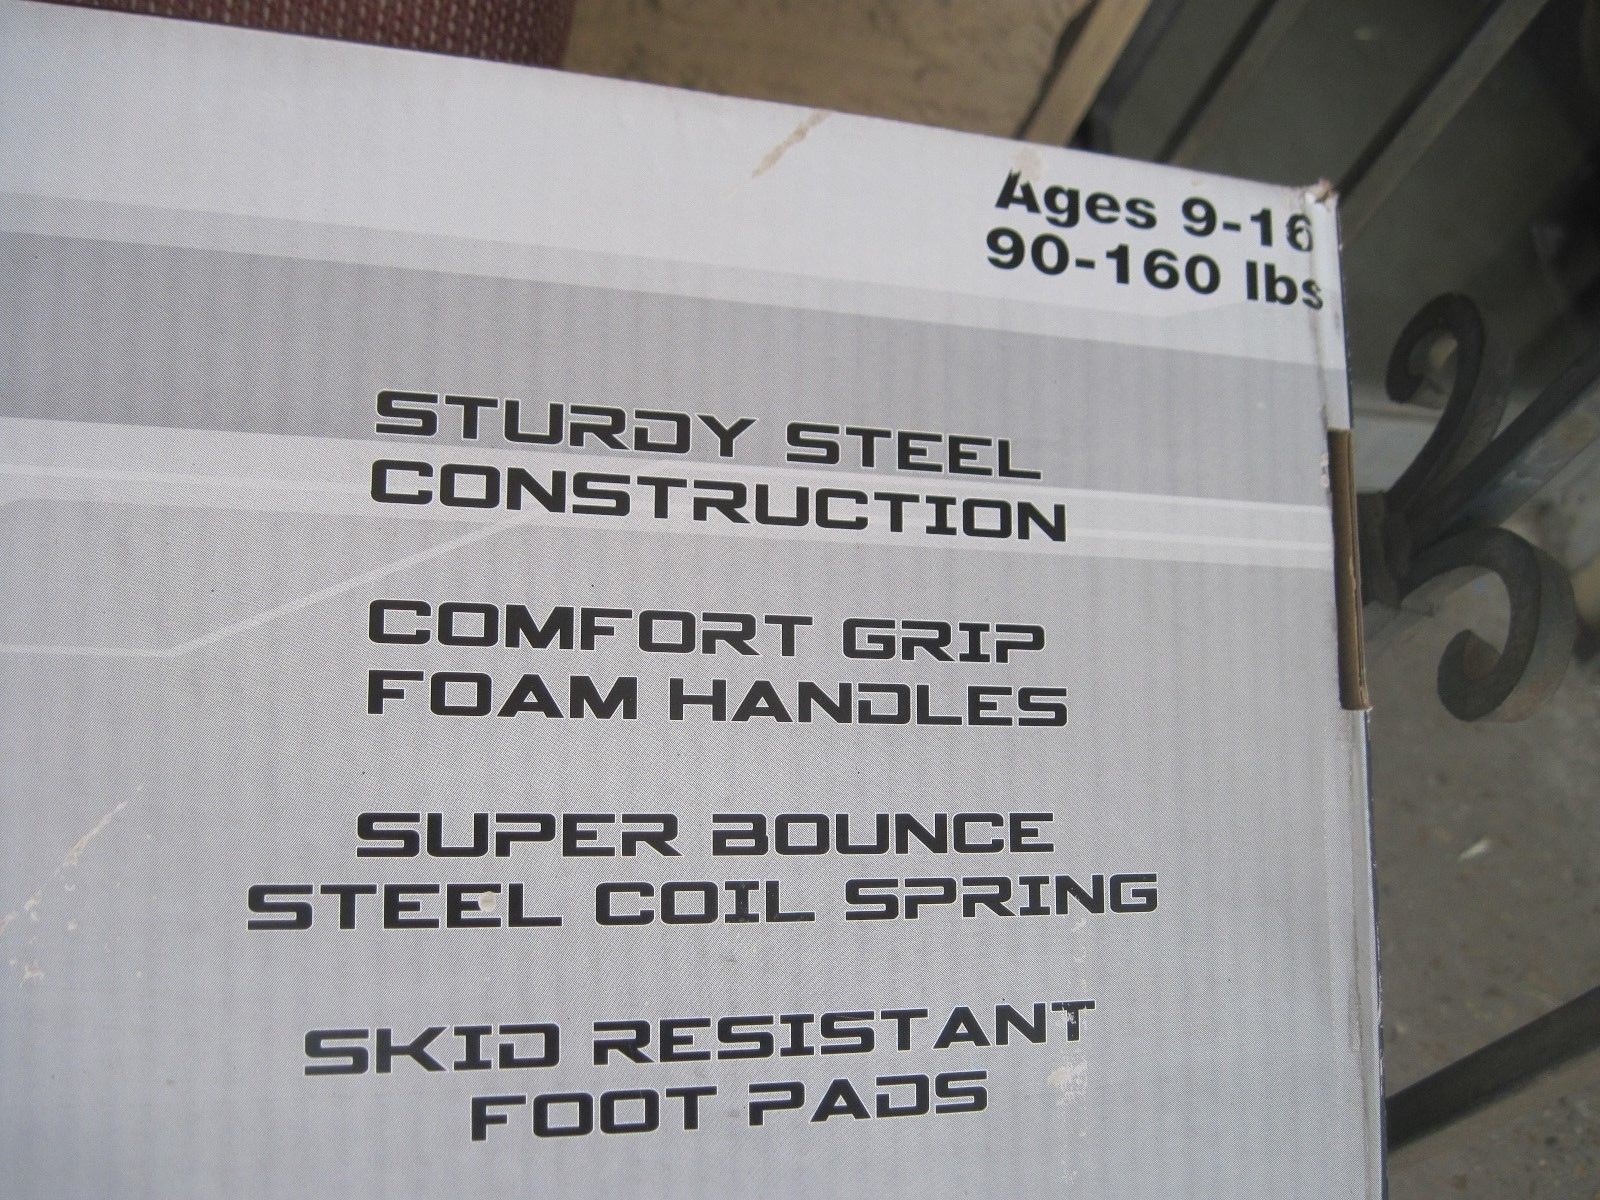 Ages 9-16
90-160 lbs
STURDY STEEL
CONSTRUCTION
COMFORT GRIP
FOAM HANDLES
SUPER BOUNCE
STEEL COIL SPRING
SKID RESISTANT
FOOT PADS